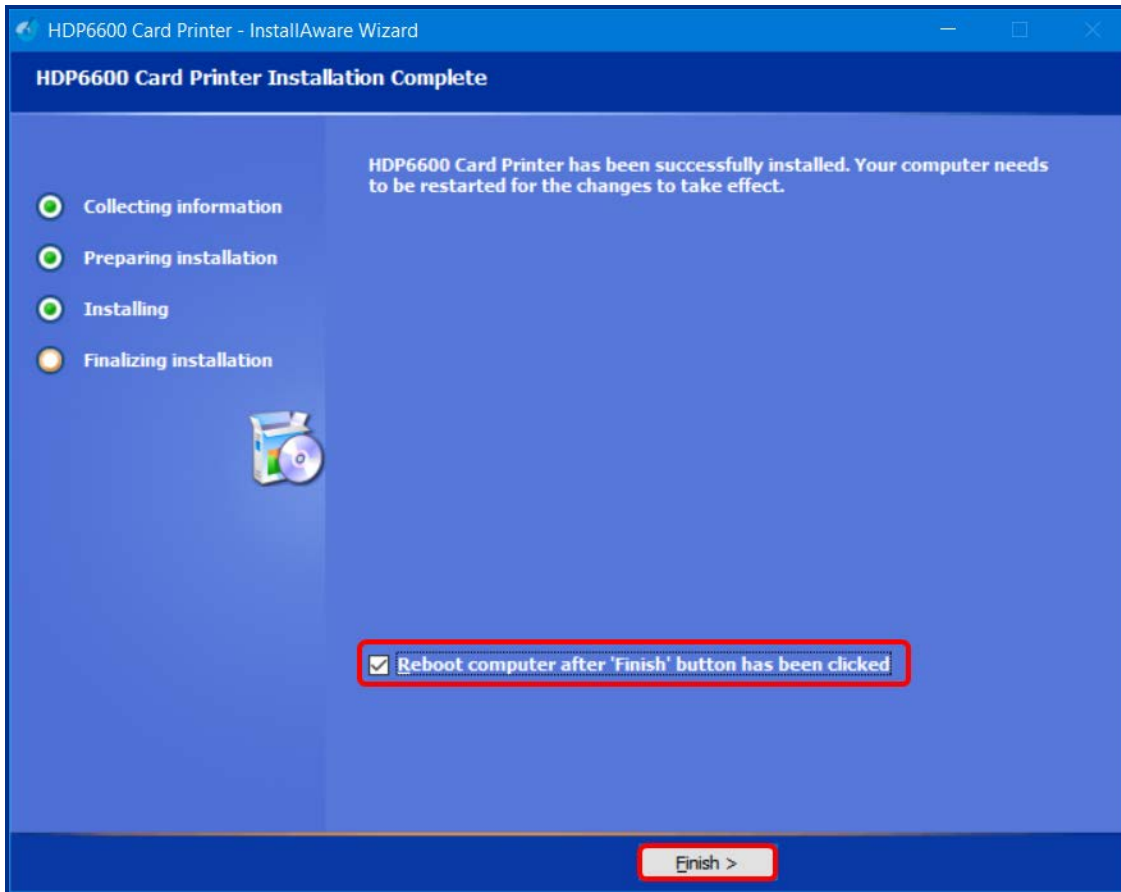 HDP6600 Card Printer - InstallAware Wizard
HDP6600 Card Printer Installation Complete
HDP6600 Card Printer has been successfully installed. Your computer needs
to be restarted for the changes to take effect.
Collecting information
Preparing installation
Installing
Finalizing installation
Reboot computer after 'Finish' button has been clicked
Finish >